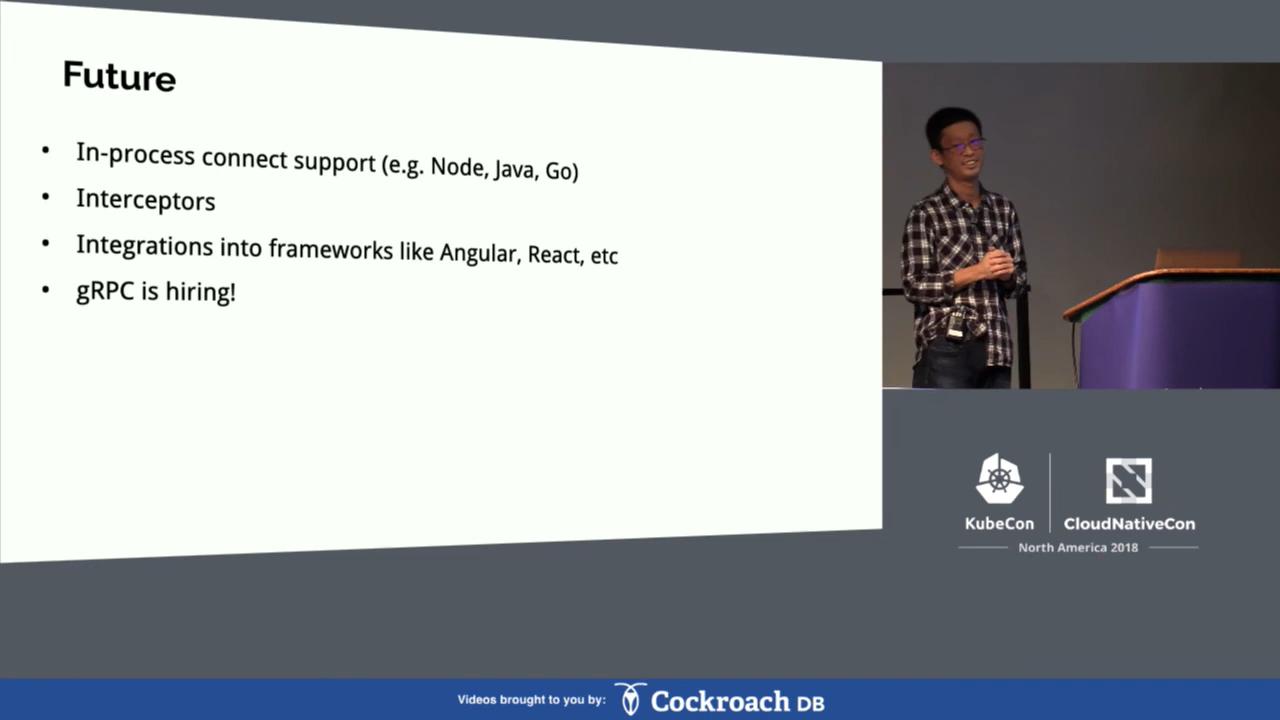 Future
• In-process connect support (e.g. Node, Java, Go)
• Interceptors
• Integrations into frameworks like Angular, React, etc
• gRPC is hiring!
KubeCon
CloudNativeCon
North America 2018
Videos brought to you by:
Cockroach DB